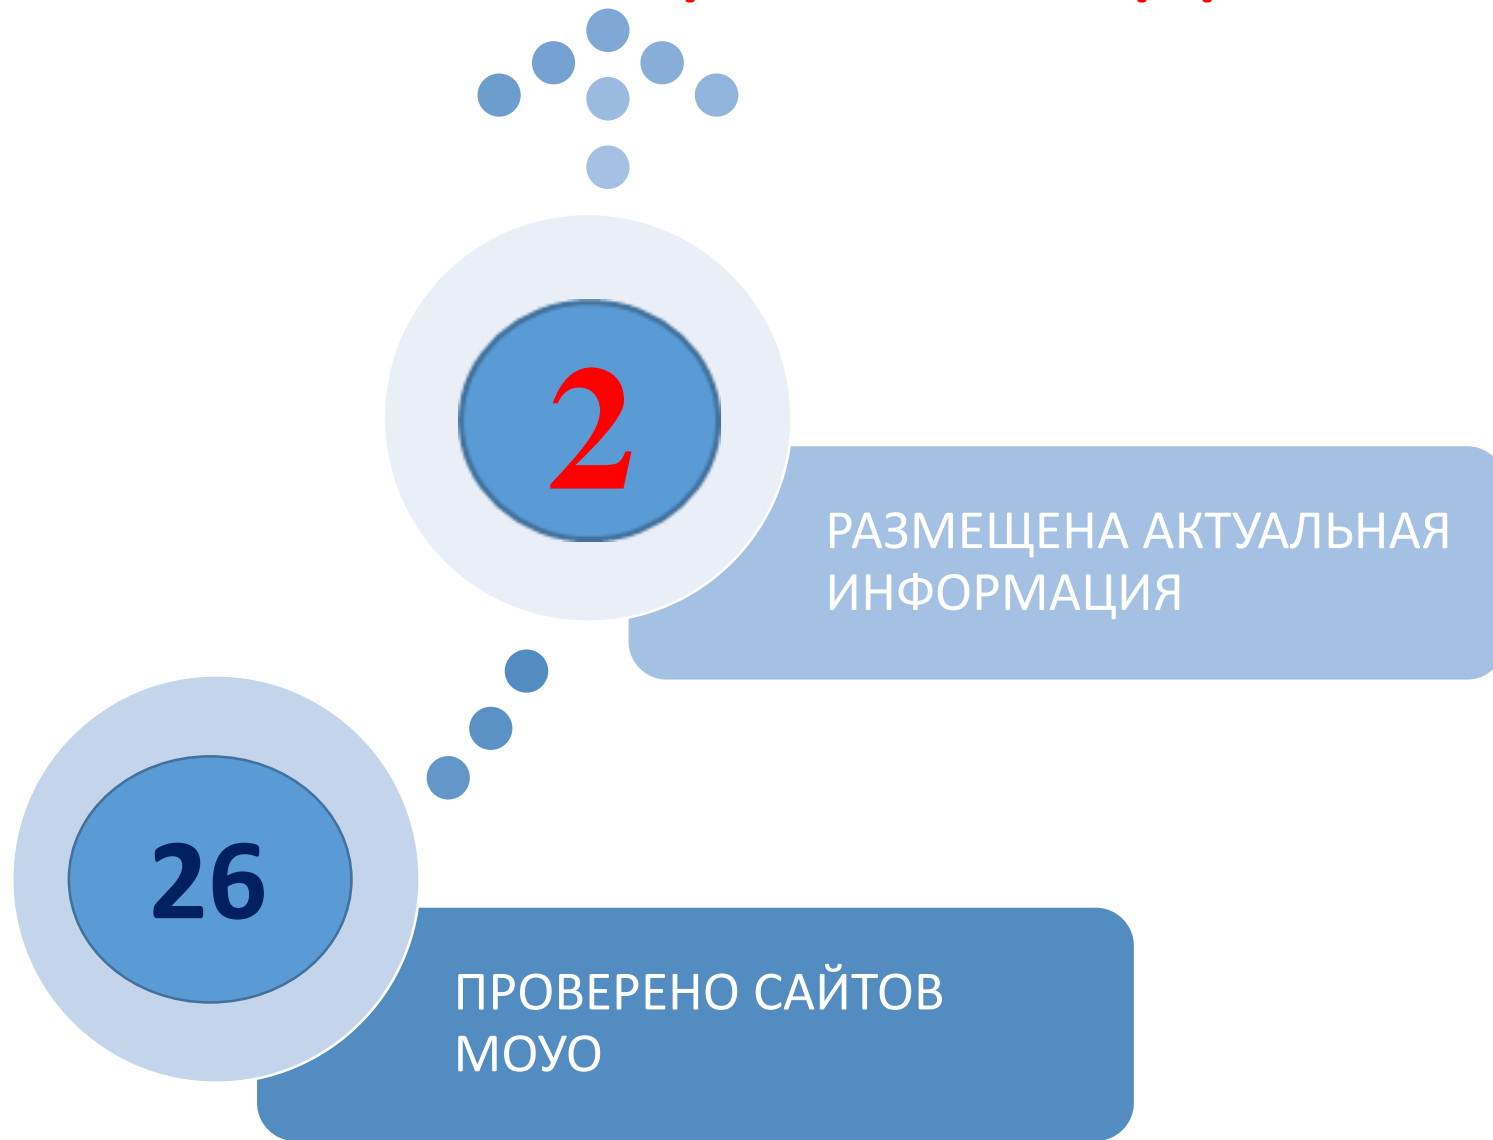 2
РАЗМЕЩЕНА АКТУАЛЬНАЯ
ИНФОРМАЦИЯ
26
ПРОВЕРЕНО САЙТОВ
МОУО